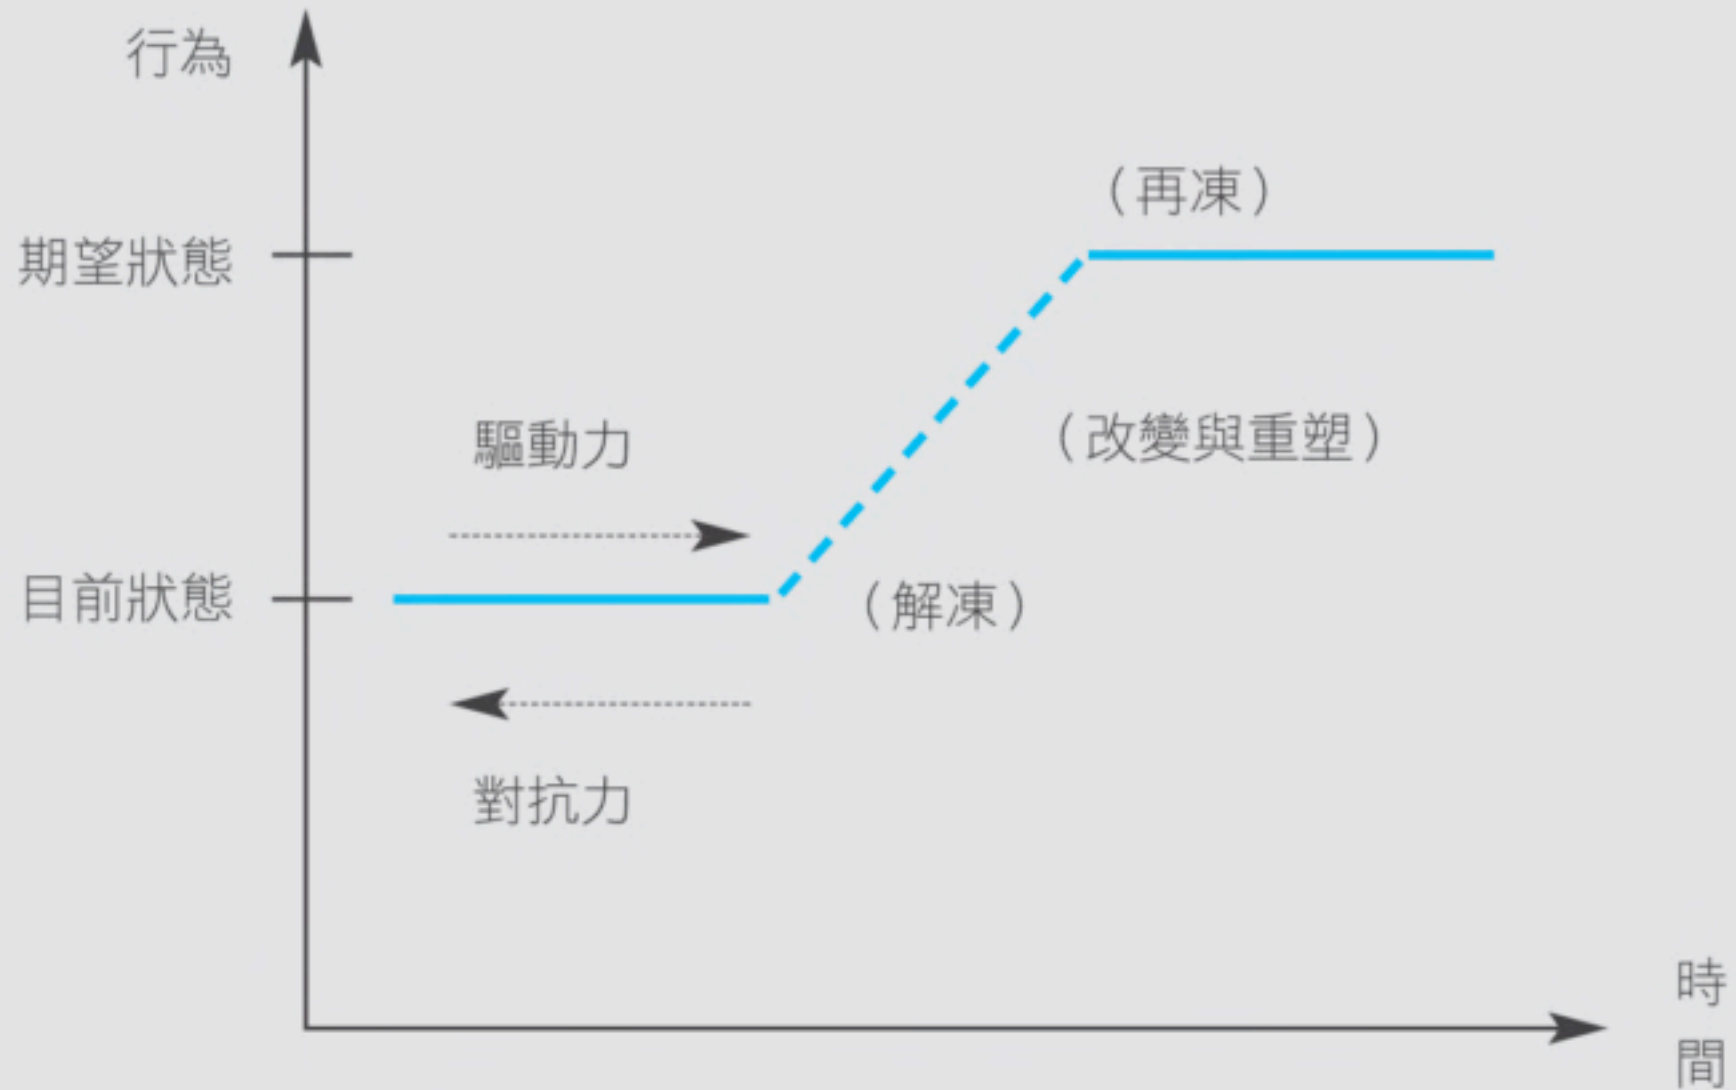 行為
（再凍）
期望狀態
（改變與重塑）
驅動力
目前狀態
（解凍）
對抗力
時
間